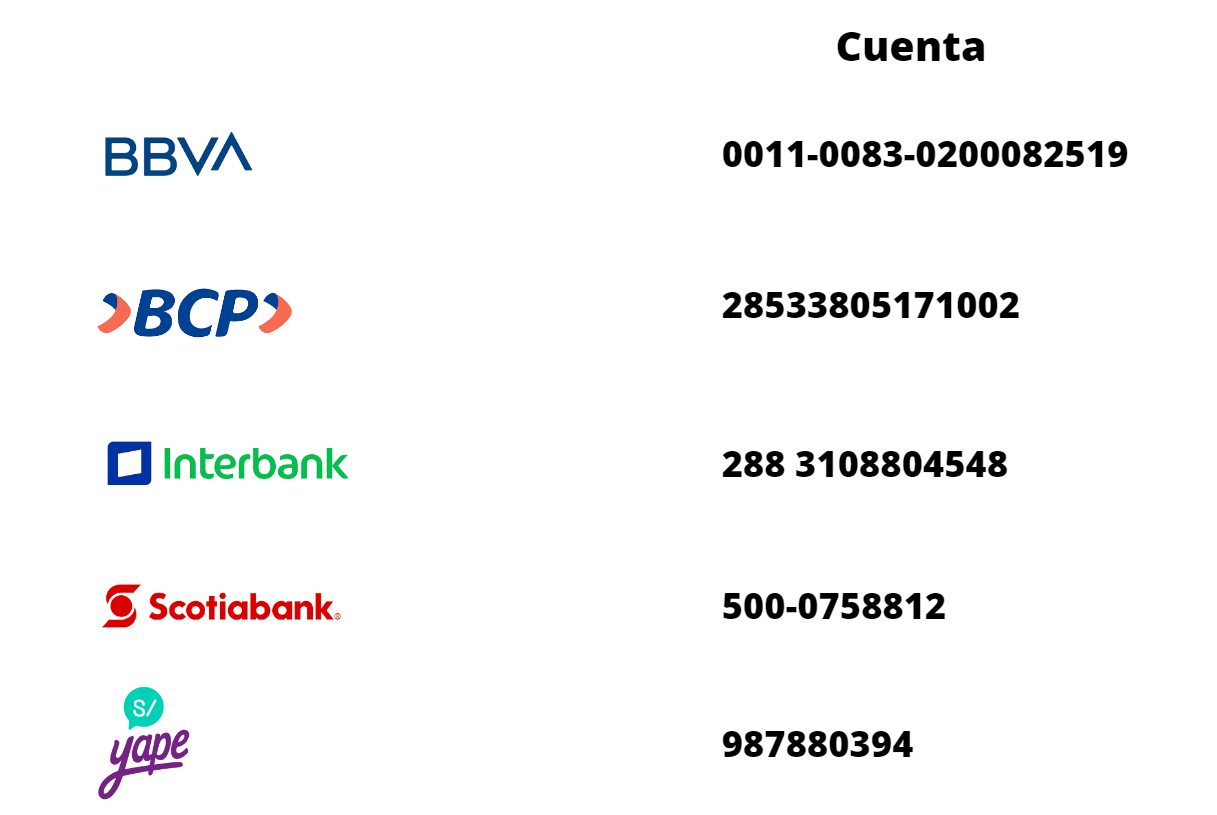 Cuenta
BBVA 0011-0083-0200082519
BCP 28533805171002
Interbank 288 3108804548
Scotiabank® 500-0758812
S/
yape 987880394